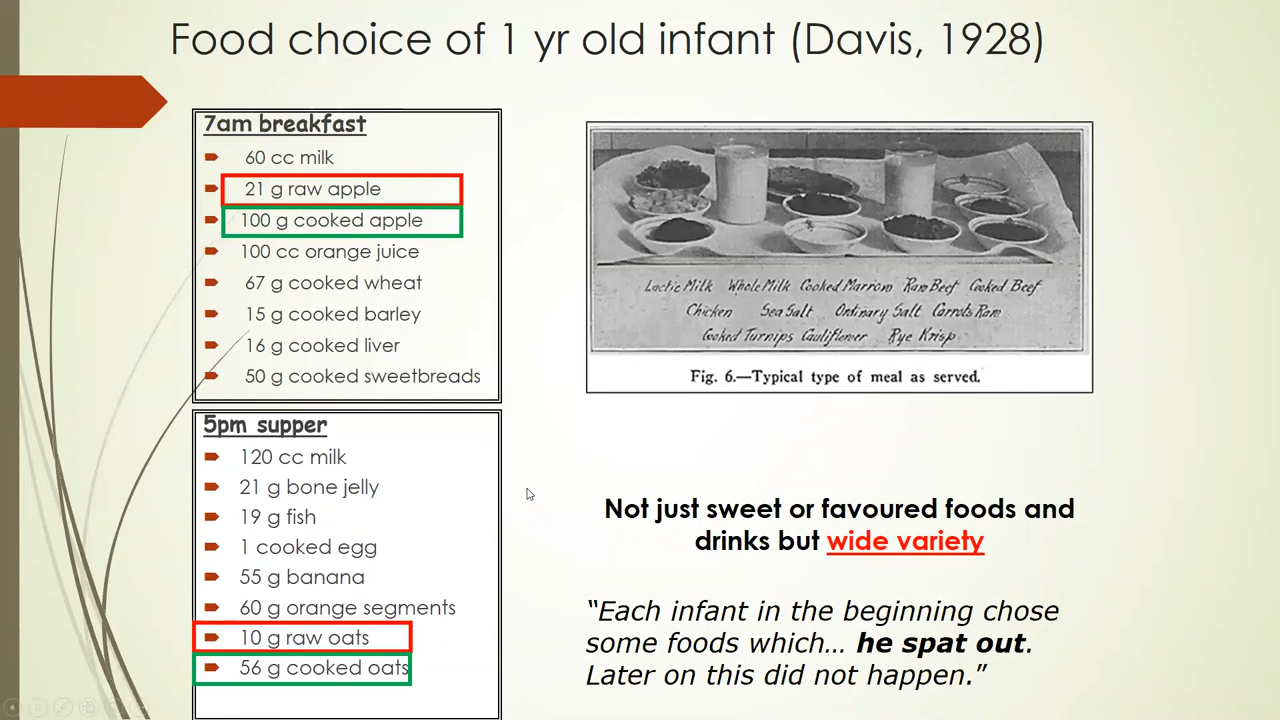 Food choice of 1 yr old infant (Davis, 1928)
7am breakfast
60 cc milk
21 g raw apple
100 g cooked apple
100 cc orange juice
67 g cooked wheat
15 g cooked barley
16 g cooked liver
50 g cooked sweetbreads
5pm supper
120 cc milk
21 g bone jelly
19 g fish
1 cooked egg
55 g banana
60 g orange segments
10 g raw oats
56 g cooked oats
Lactic Milk Whole Milk Cooked Marrow Raw Beef Cooked Beef
Chicken Sea Salt Ordinary Salt Carrots Raw
Cooked Turnips Cauliflower Rye Krisp
Fig. 6.—Typical type of meal as served.
Not just sweet or favoured foods and
drinks but wide variety
“Each infant in the beginning chose
some foods which… he spat out.
Later on this did not happen.”